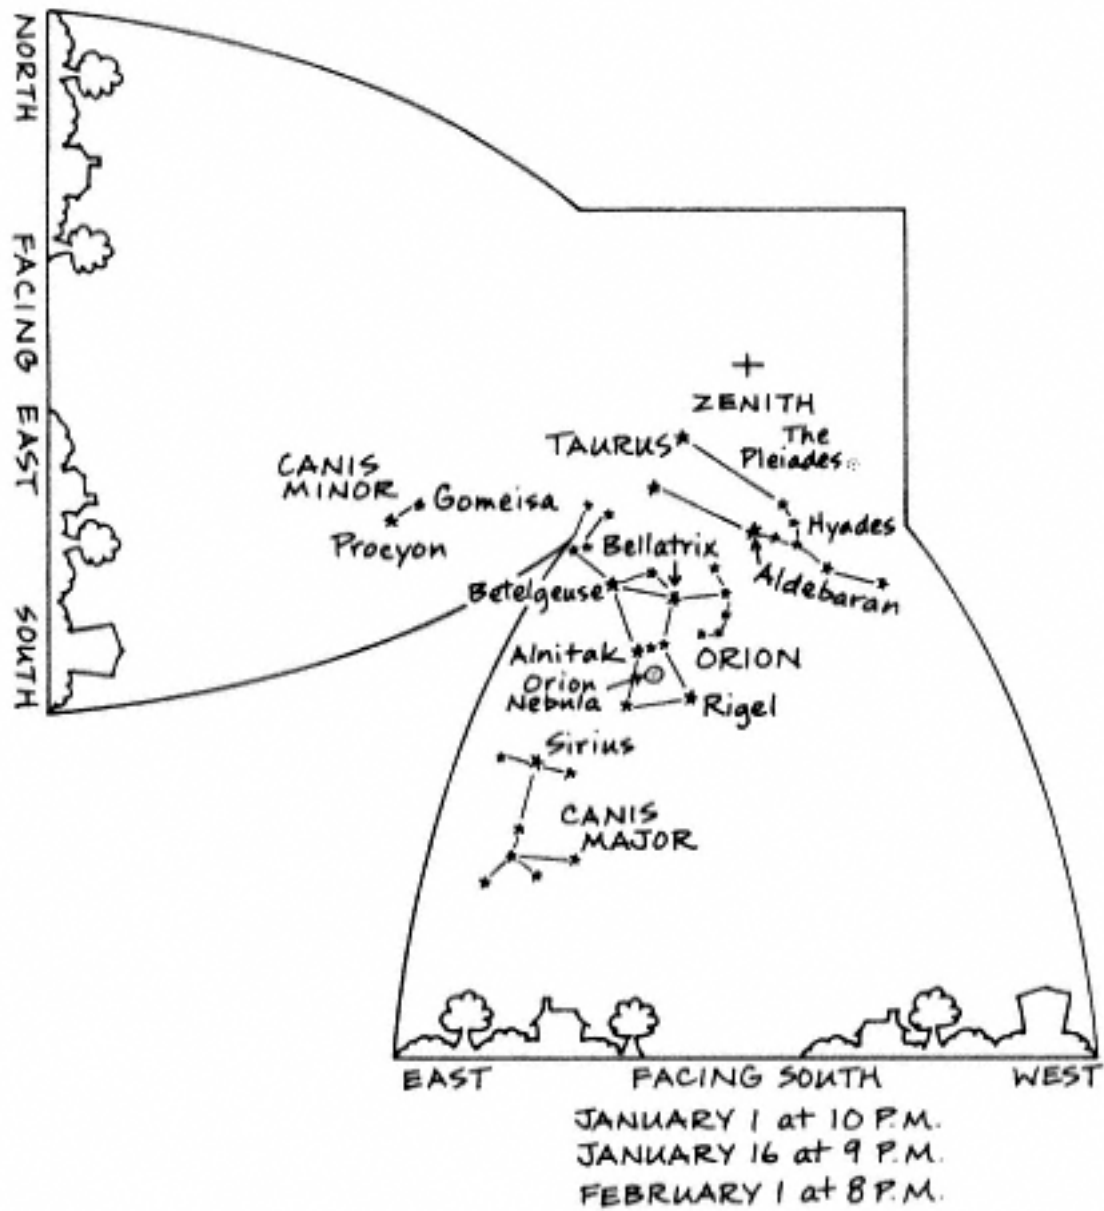 NORTH
FACING EAST
SOUTH
ZENITH
TAURUS
The
Pleiades
CANIS
MINOR
Gomeisa
Procyon
Hyades
Bellatrix
Aldebaran
Betelgeuse
Alnitak
ORION
Orion
Nebula
Rigel
Sirius
CANIS
MAJOR
EAST FACING SOUTH WEST
JANUARY 1 at 10 P.M.
JANUARY 16 at 9 P.M.
FEBRUARY 1 at 8 P.M.